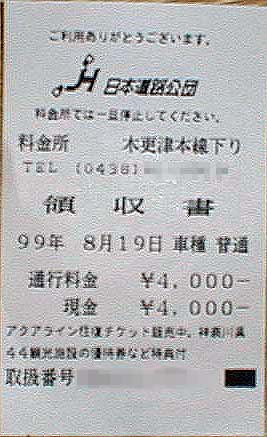 ご利用ありがとうございます。
JH 日本道路公団
料金所では一旦停止してください。
料金所 木更津本線下り
TEL (0438)
領収書
99年 8月19日 車種 普通
通行料金 ¥4,000-
現金 ¥4,000-
アクアライン往復チケット販売中。神奈川県
44観光施設の優待券など特典付
取扱番号